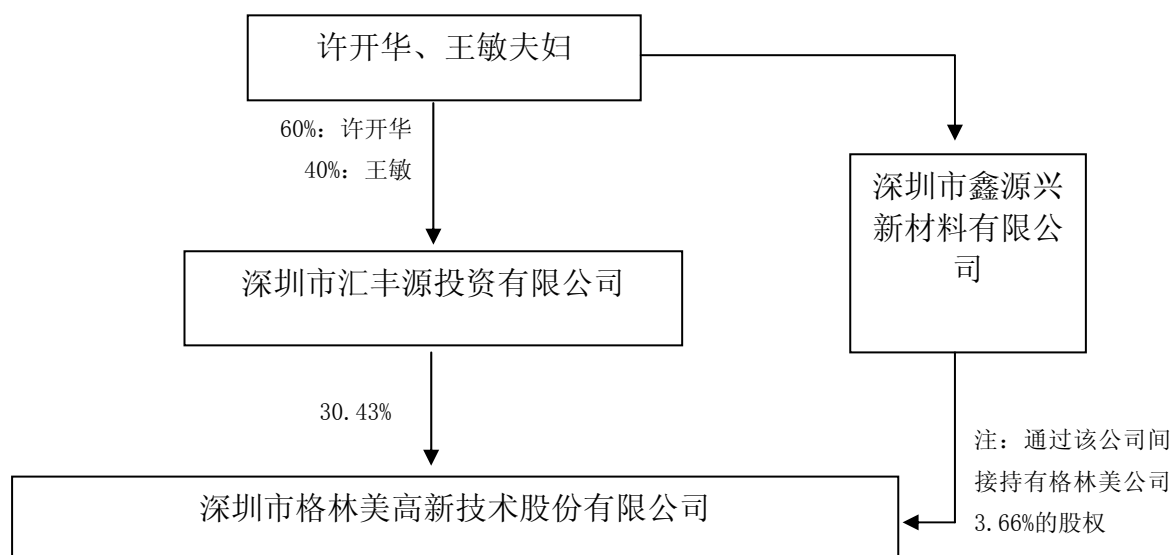 许开华、王敏夫妇
60%：许开华
40%：王敏
深圳市鑫源兴
新材料有限公
司
深圳市汇丰源投资有限公司
30.43%
注：通过该公司间
接持有格林美公司
3.66%的股权
深圳市格林美高新技术股份有限公司